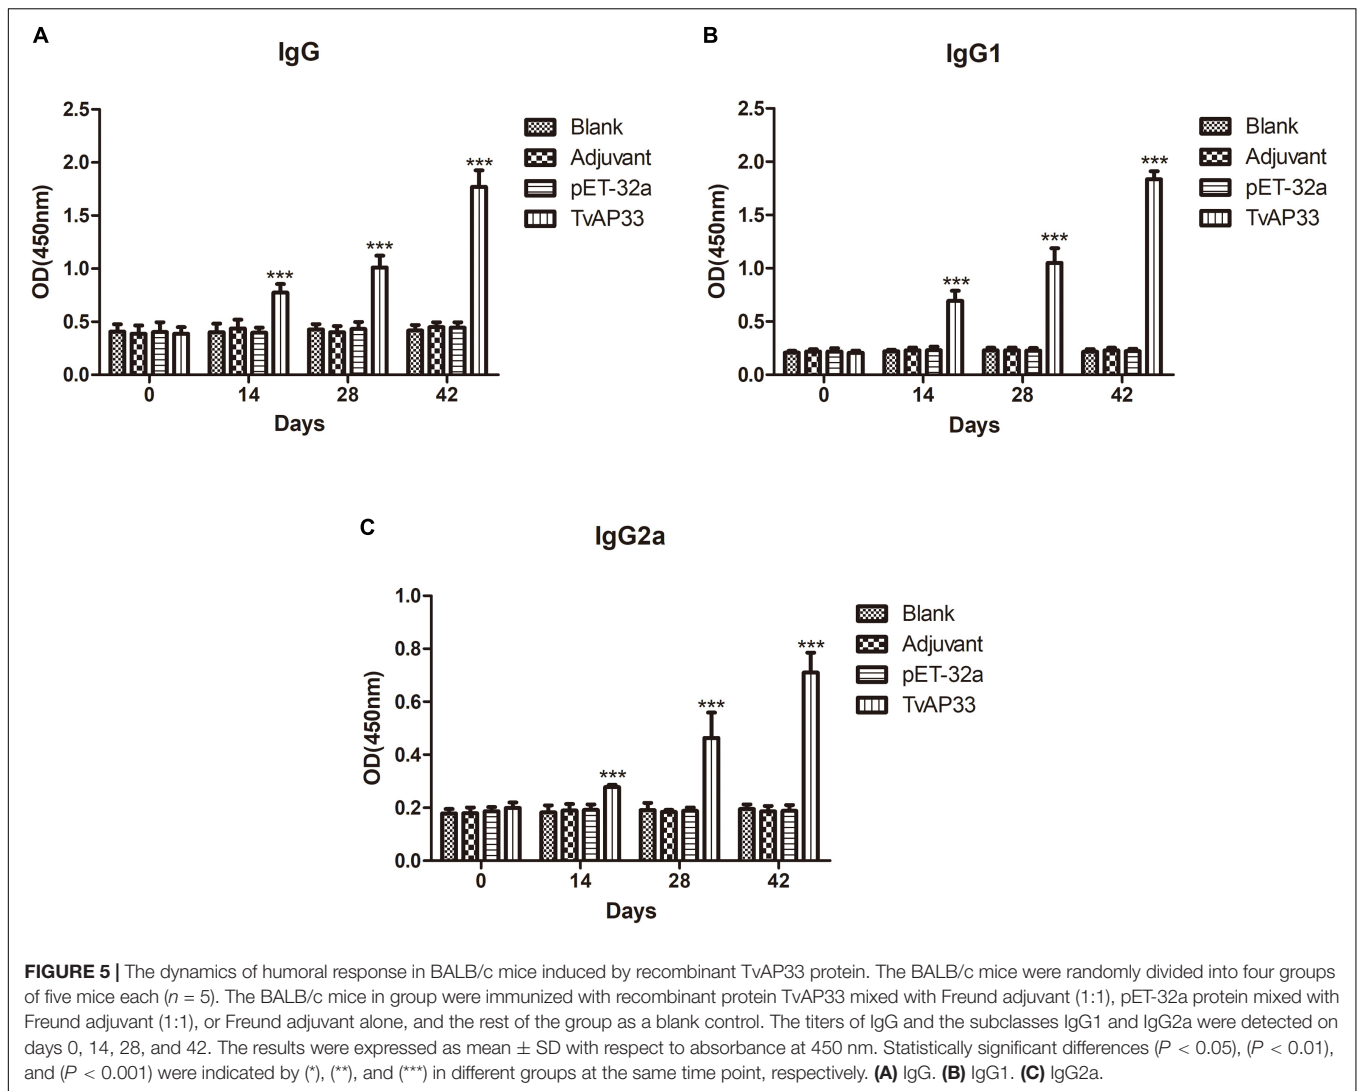 A
IgG
2.5
2.0
1.5
1.0
0.5
0.0
OD(450nm)
***
***
***
0
14
28
42
Days
Blank
Adjuvant
pET-32a
TvAP33
B
IgG1
2.5
2.0
1.5
1.0
0.5
0.0
OD(450nm)
***
***
***
0
14
28
42
Days
Blank
Adjuvant
pET-32a
TvAP33
C
IgG2a
1.0
0.8
0.6
0.4
0.2
0.0
OD(450nm)
***
***
***
0
14
28
42
Days
Blank
Adjuvant
pET-32a
TvAP33
FIGURE 5 | The dynamics of humoral response in BALB/c mice induced by recombinant TvAP33 protein. The BALB/c mice were randomly divided into four groups
of five mice each (n = 5). The BALB/c mice in group were immunized with recombinant protein TvAP33 mixed with Freund adjuvant (1:1), pET-32a protein mixed with
Freund adjuvant (1:1), or Freund adjuvant alone, and the rest of the group as a blank control. The titers of IgG and the subclasses IgG1 and IgG2a were detected on
days 0, 14, 28, and 42. The results were expressed as mean ± SD with respect to absorbance at 450 nm. Statistically significant differences (P < 0.05), (P < 0.01),
and (P < 0.001) were indicated by (*), (**), and (***) in different groups at the same time point, respectively. (A) IgG. (B) IgG1. (C) IgG2a.